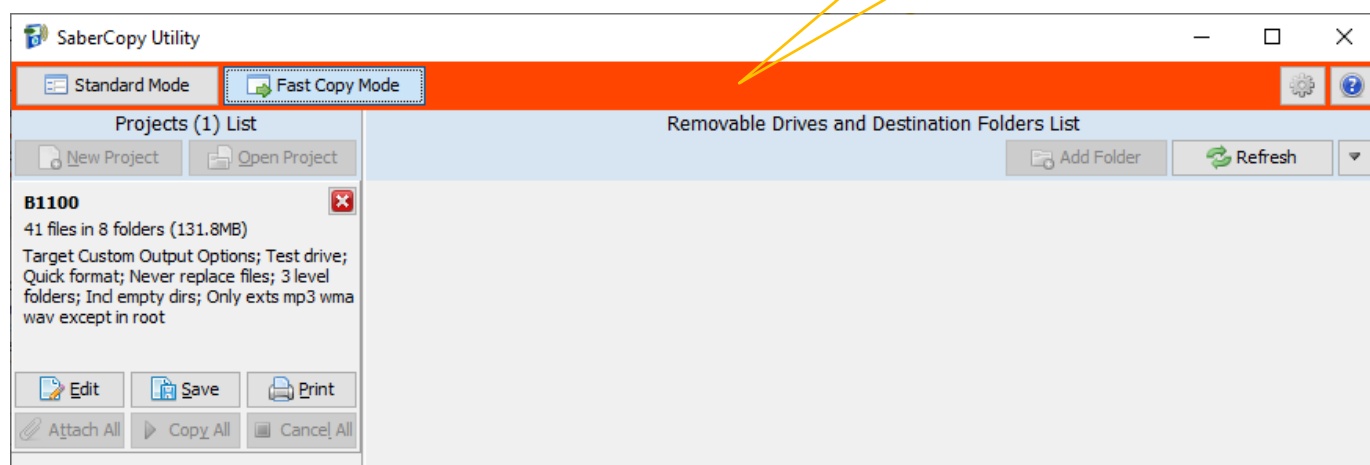 SaberCopy Utility
Standard Mode Fast Copy Mode
Projects (1) List
Removable Drives and Destination Folders List
New Project Open Project
Add Folder Refresh
B1100
41 files in 8 folders (131.8MB)
Target Custom Output Options; Test drive;
Quick format; Never replace files; 3 level
folders; Incl empty dirs; Only exts mp3 wma
wav except in root
Edit Save Print
Attach All Copy All Cancel All